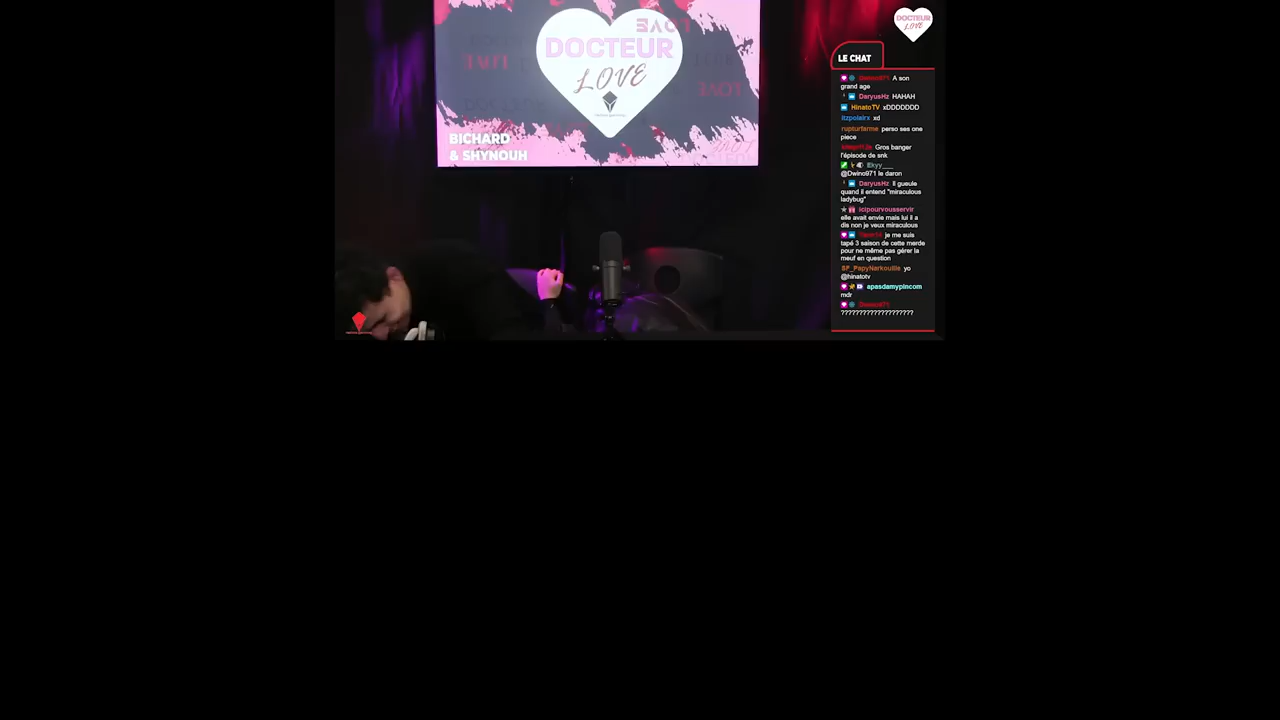 DOCTEUR
LOVE
BICHARD
& SHYNOUH
DOCTEUR
LOVE
LE CHAT
A son
grand age
DaryusHz HAHAH
HinatoTV xDDDDDDD
itzpolairx xd
rupturferme perso ses one
piece
Gros banger
l'épisode de snk
@Dwino971 le daron
DaryusHz Il gueule
quand il entend "miraculous
ladybug"
icipourvousservir
elle avait envie mais lui il a
dis non je veux miraculous
je me suis
tapé 3 saison de cette merde
pour ne même pas gérer la
meuf en question
SP_PapyNarkouilla yo
@hinatotv
apasdamypincom
mdr
???????????????????